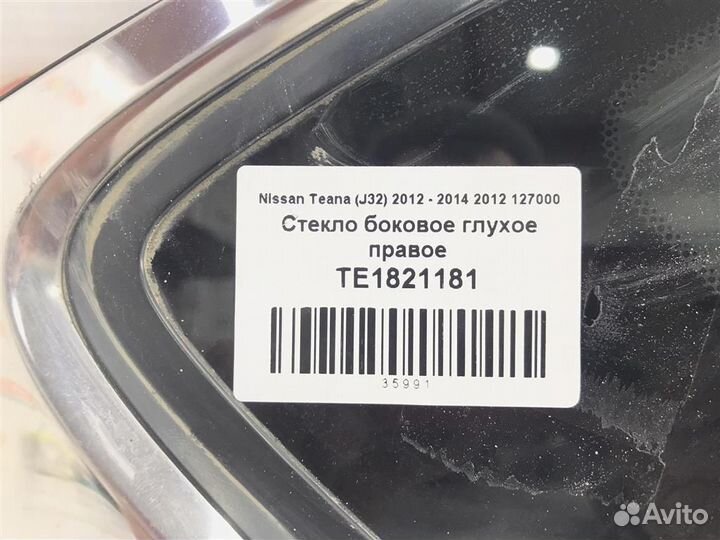 Nissan Teana (J32) 2012 - 2014 2012 127000
Стекло боковое глухое
правое
TE1821181
35991
Avito